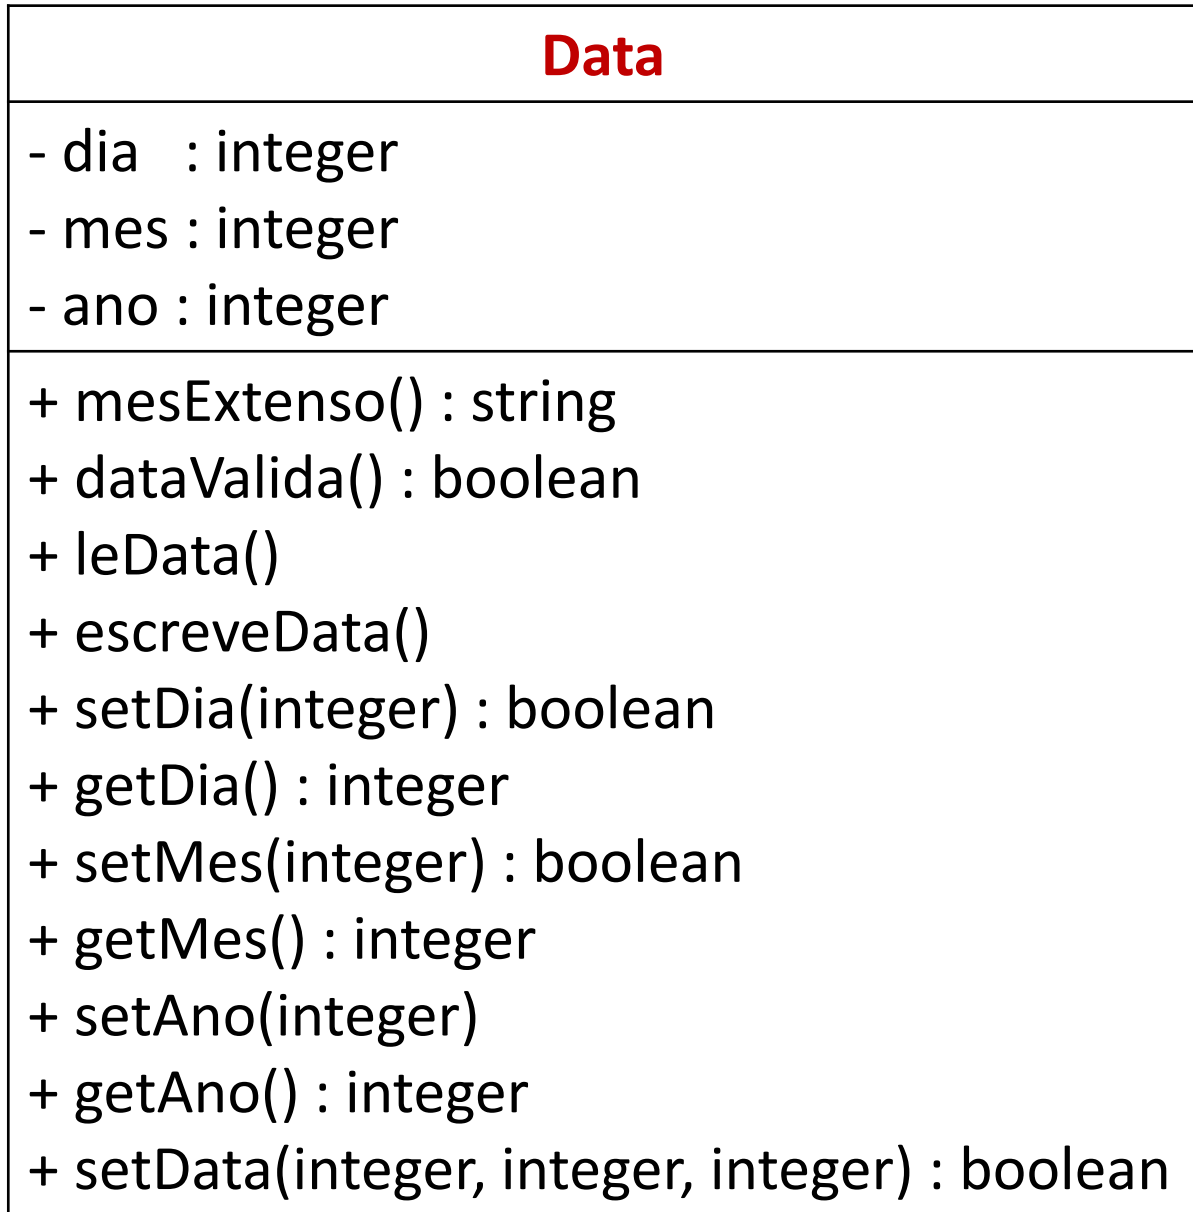 Data
- dia : integer
- mes : integer
- ano : integer
+ mesExtenso() : string
+ dataValida() : boolean
+ leData()
+ escreveData()
+ setDia(integer) : boolean
+ getDia() : integer
+ setMes(integer) : boolean
+ getMes() : integer
+ setAno(integer)
+ getAno() : integer
+ setData(integer, integer, integer) : boolean